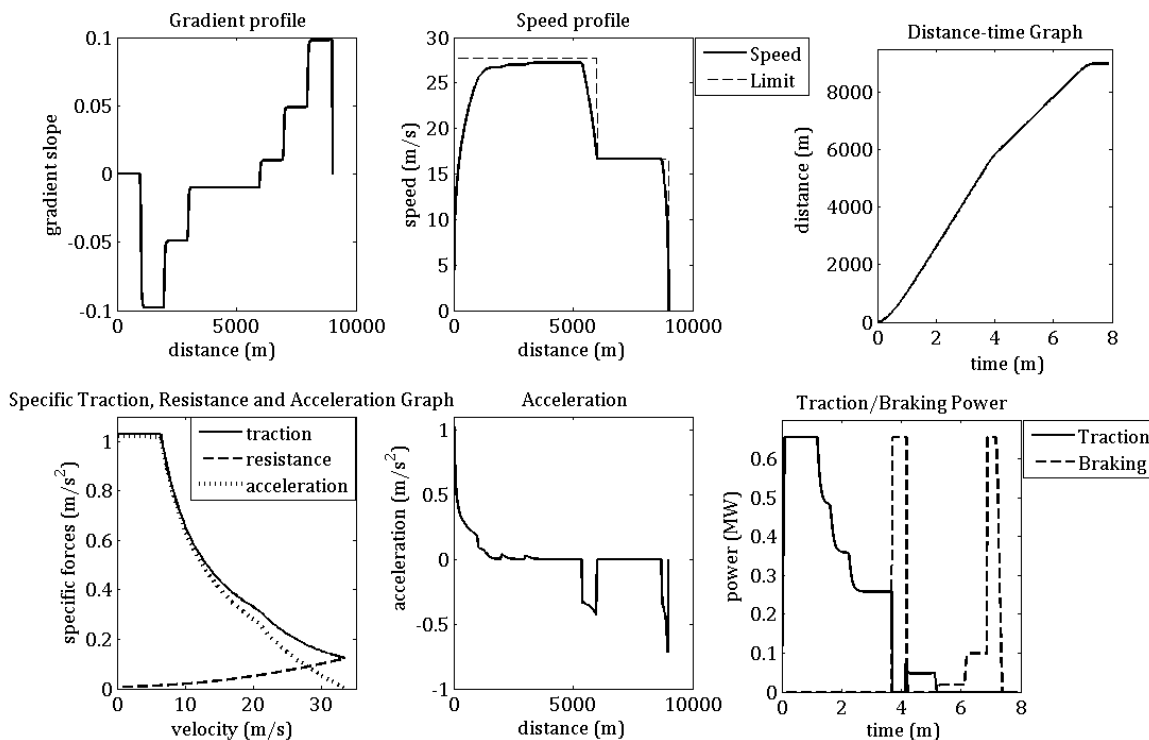 Gradient profile
0.1
0.05
0
-0.05
-0.1
gradient slope
0
5000
10000
distance (m)
Speed profile
30
25
20
15
10
5
0
speed (m/s)
0
5000
10000
distance (m)
Speed
Limit
Distance-time Graph
8000
6000
4000
2000
0
distance (m)
0
2
4
6
8
time (m)
Specific Traction, Resistance and Acceleration Graph
1
0.8
0.6
0.4
0.2
0
specific forces (m/s²)
0
10
20
30
velocity (m/s)
traction
resistance
acceleration
Acceleration
1
0.5
0
-0.5
-1
acceleration (m/s²)
0
5000
10000
distance (m)
Traction/Braking Power
0.6
0.5
0.4
0.3
0.2
0.1
0
power (MW)
0
2
4
6
8
time (m)
Traction
Braking